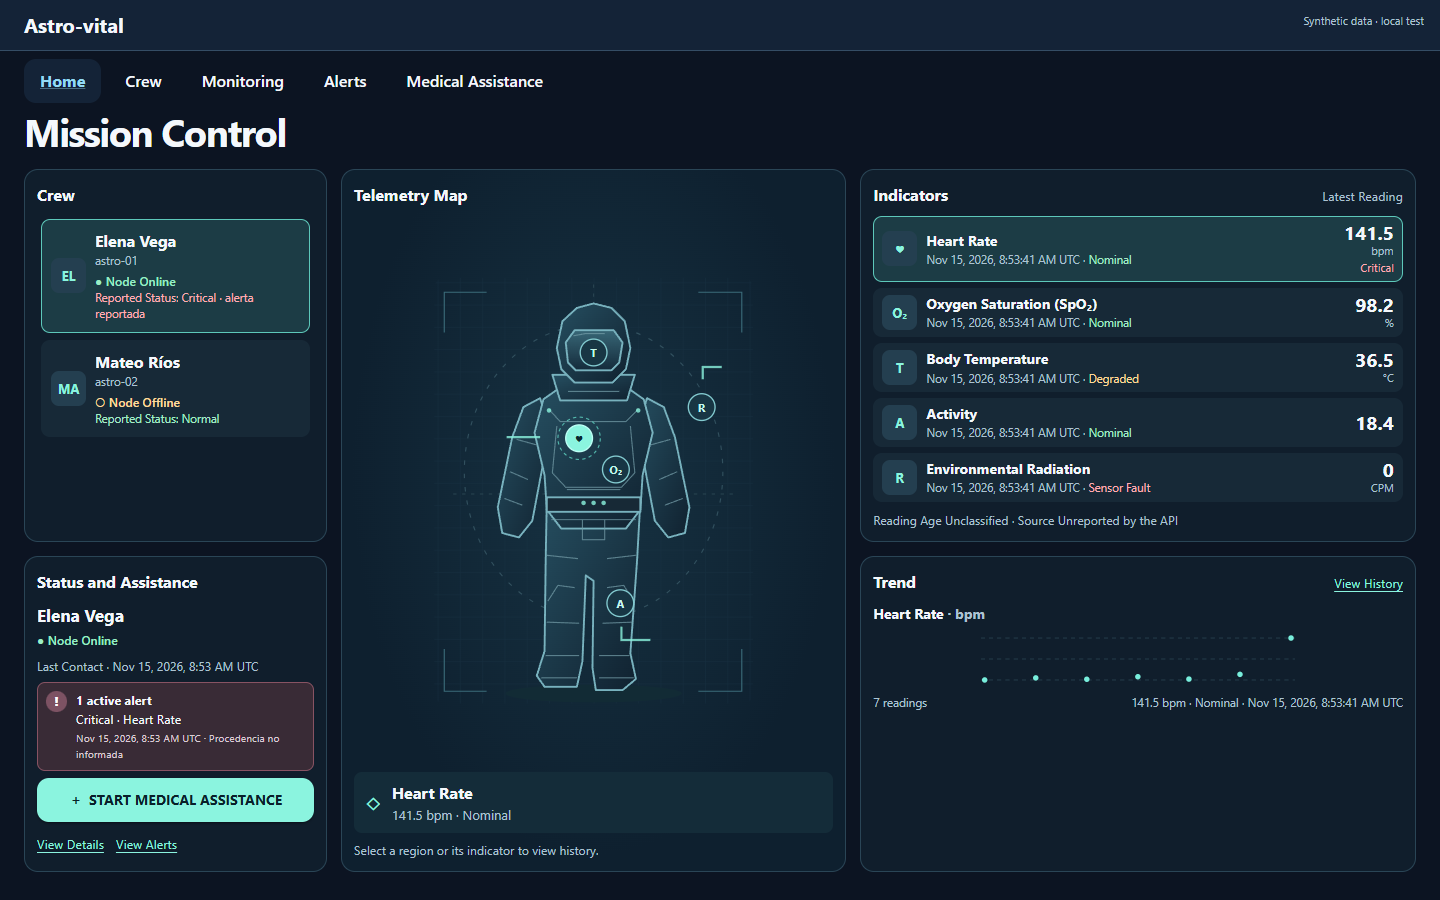 Astro-vital
Synthetic data · local test
Home
Crew
Monitoring
Alerts
Medical Assistance
Mission Control
Crew
EL
Elena Vega
astro-01
● Node Online
Reported Status: Critical · alerta
reportada
MA
Mateo Ríos
astro-02
○ Node Offline
Reported Status: Normal
Status and Assistance
Elena Vega
● Node Online
Last Contact · Nov 15, 2026, 8:53 AM UTC
!
1 active alert
Critical · Heart Rate
Nov 15, 2026, 8:53 AM UTC · Procedencia no
informada
+ START MEDICAL ASSISTANCE
View Details
View Alerts
Telemetry Map
T
R
♥
O₂
A
◇
Heart Rate
141.5 bpm · Nominal
Select a region or its indicator to view history.
Indicators
Latest Reading
♥
Heart Rate
Nov 15, 2026, 8:53:41 AM UTC · Nominal
141.5
bpm
Critical
O₂
Oxygen Saturation (SpO₂)
Nov 15, 2026, 8:53:41 AM UTC · Nominal
98.2
%
T
Body Temperature
Nov 15, 2026, 8:53:41 AM UTC · Degraded
36.5
°C
A
Activity
Nov 15, 2026, 8:53:41 AM UTC · Nominal
18.4
R
Environmental Radiation
Nov 15, 2026, 8:53:41 AM UTC · Sensor Fault
0
CPM
Reading Age Unclassified · Source Unreported by the API
Trend
View History
Heart Rate · bpm
7 readings
141.5 bpm · Nominal · Nov 15, 2026, 8:53:41 AM UTC